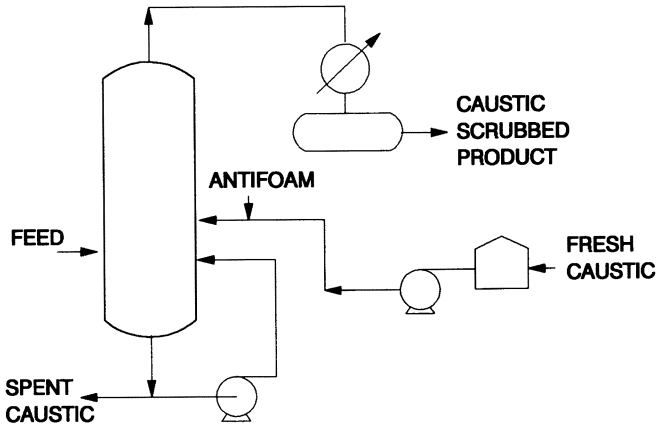 CAUSTIC
SCRUBBED
PRODUCT
ANTIFOAM
FEED
FRESH
CAUSTIC
SPENT
CAUSTIC